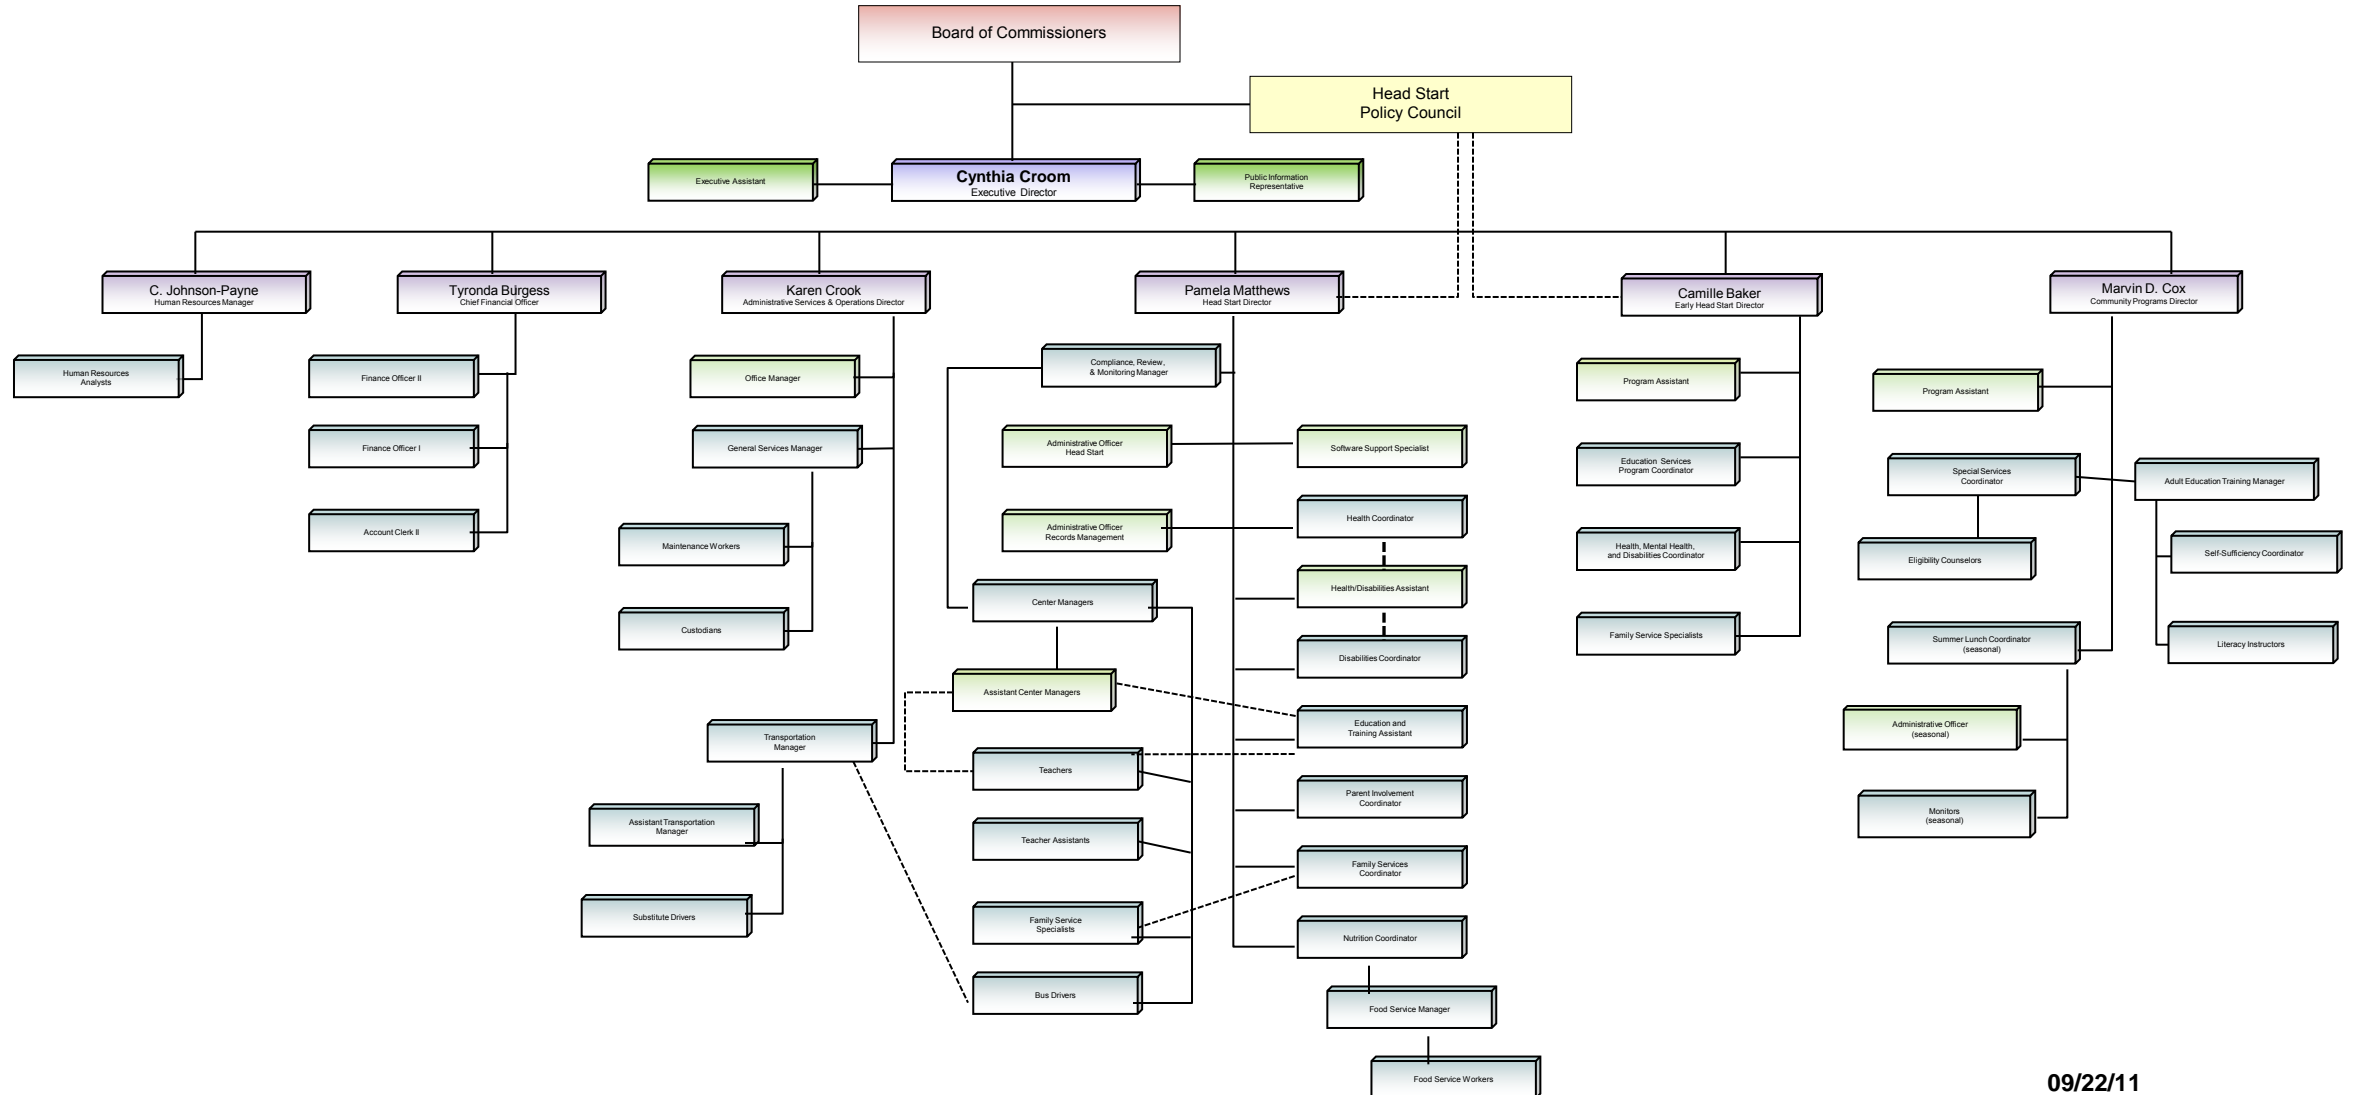 Board of Commissioners
Head Start
Policy Council
Executive Assistant
Cynthia Croom
Executive Director
Public Information
Representative
C. Johnson-Payne
Human Resources Manager
Tyronda Burgess
Chief Financial Officer
Karen Crook
Administrative Services & Operations Director
Pamela Matthews
Head Start Director
Camille Baker
Early Head Start Director
Marvin D. Cox
Community Programs Director
Human Resources
Analysts
Finance Officer II
Finance Officer I
Account Clerk II
Office Manager
General Services Manager
Maintenance Workers
Custodians
Transportation
Manager
Assistant Transportation
Manager
Substitute Drivers
Compliance, Review,
& Monitoring Manager
Administrative Officer
Head Start
Administrative Officer
Records Management
Center Managers
Assistant Center Managers
Teachers
Teacher Assistants
Family Service
Specialists
Bus Drivers
Software Support Specialist
Health Coordinator
Health/Disabilities Assistant
Disabilities Coordinator
Education and
Training Assistant
Parent Involvement
Coordinator
Family Services
Coordinator
Nutrition Coordinator
Food Service Manager
Food Service Workers
Program Assistant
Education Services
Program Coordinator
Health, Mental Health,
and Disabilities Coordinator
Family Service Specialists
Program Assistant
Special Services
Coordinator
Adult Education Training Manager
Eligibility Counselors
Self-Sufficiency Coordinator
Literacy Instructors
Summer Lunch Coordinator
(seasonal)
Administrative Officer
(seasonal)
Monitors
(seasonal)
09/22/11